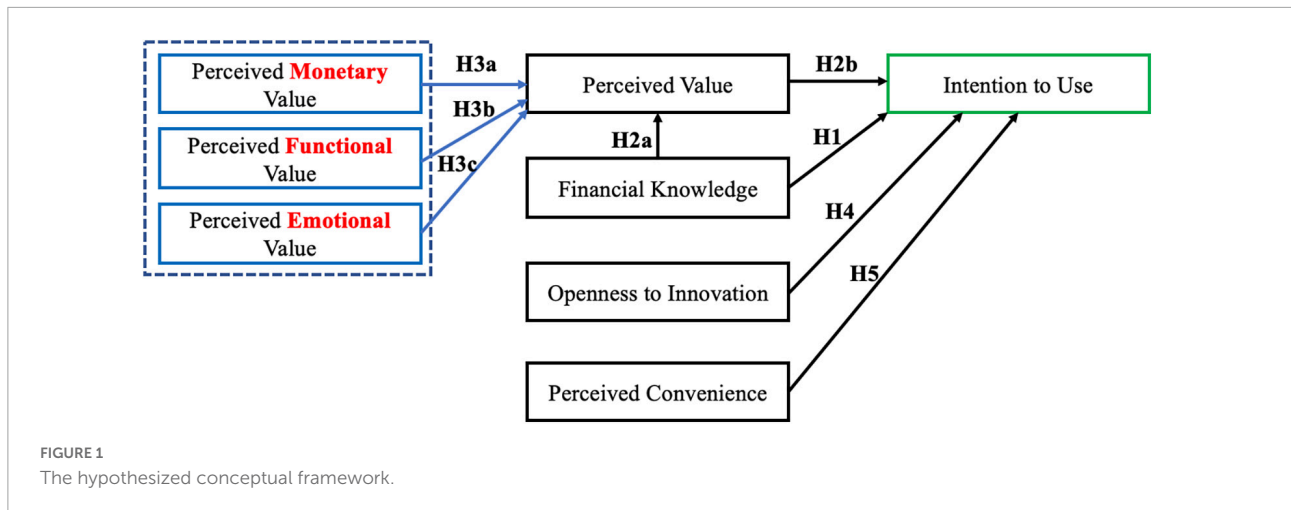 Perceived Monetary
Value
H3a
Perceived Value
H2b
Intention to Use
H3b
Perceived Functional
Value
H3c
H2a
H1
Financial Knowledge
Perceived Emotional
Value
H4
Openness to Innovation
H5
Perceived Convenience
FIGURE 1
The hypothesized conceptual framework.